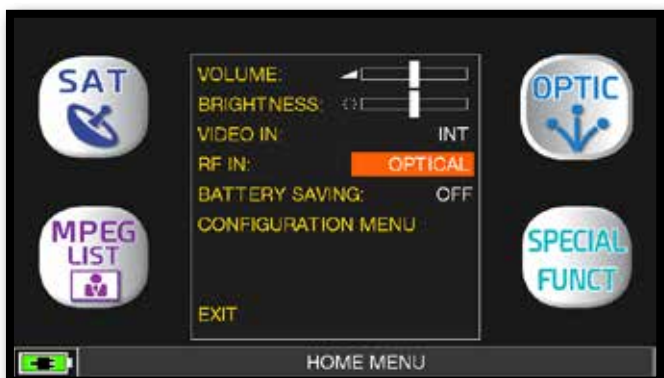 SAT
MPEG
LIST
VOLUME:
BRIGHTNESS:
VIDEO IN: INT
RF IN: OPTICAL
BATTERY SAVING: OFF
CONFIGURATION MENU
EXIT
OPTIC
SPECIAL
FUNCT
HOME MENU